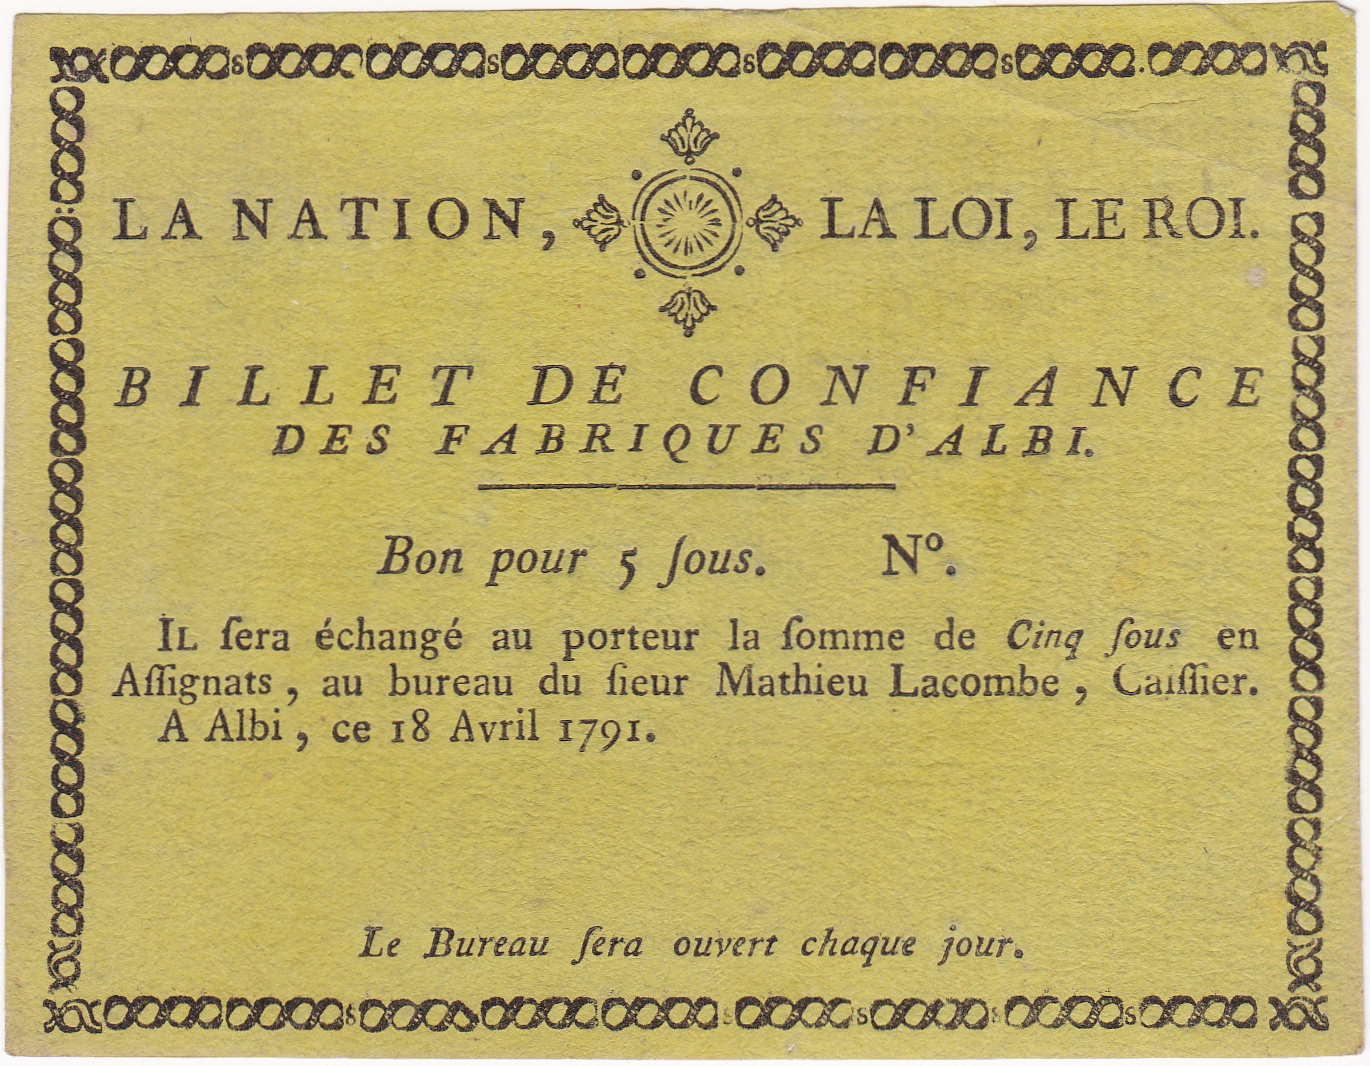 LA NATION, LA LOI, LE ROI.
BILLET DE CONFIANCE
DES FABRIQUES D'ALBI.
Bon pour 5 ſous. Nº.
IL ſera échangé au porteur la ſomme de Cinq ſous en
Aſſignats, au bureau du ſieur Mathieu Lacombe, Caiſſier.
A Albi, ce 18 Avril 1791.
Le Bureau ſera ouvert chaque jour.